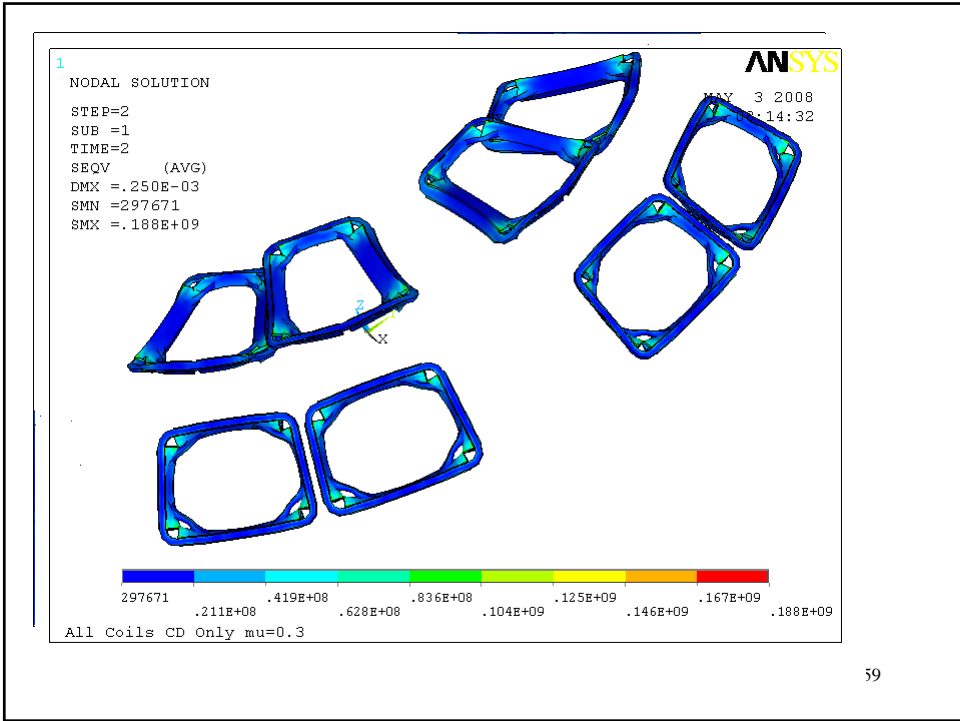 1
ANSYS
NODAL SOLUTION
MAY 3 2008
:14:32
STEP=2
SUB =1
TIME=2
SEQV (AVG)
DMX =.250E-03
SMN =297671
SMX =.188E+09
Z
X
297671 .419E+08 .836E+08 .125E+09 .167E+09
.211E+08 .628E+08 .104E+09 .146E+09 .188E+09
All Coils CD Only mu=0.3
59